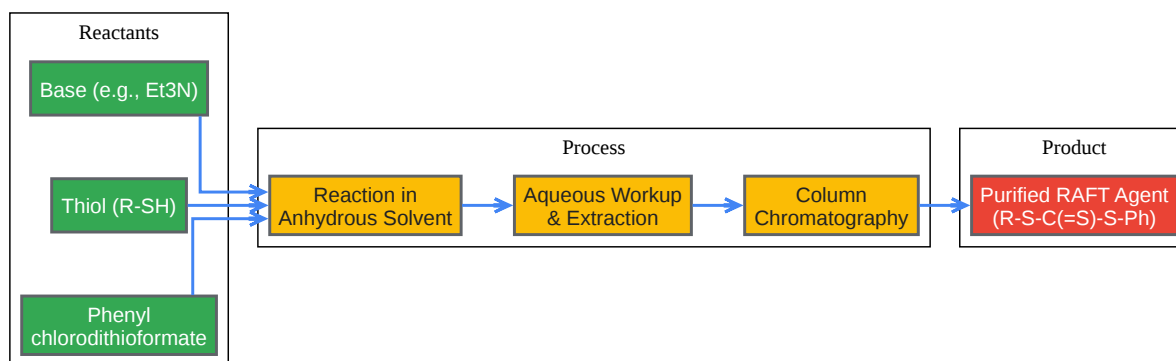 Reactants
Base (e.g., Et3N)
Thiol (R-SH)
Phenyl
chlorodithioformate
Process
Reaction in
Anhydrous Solvent
Aqueous Workup
& Extraction
Column
Chromatography
Product
Purified RAFT Agent
(R-S-C(=S)-S-Ph)